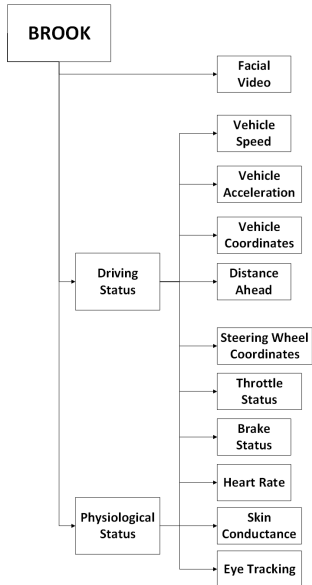 BROOK
Facial
Video
Vehicle
Speed
Vehicle
Acceleration
Vehicle
Coordinates
Driving
Status
Distance
Ahead
Steering Wheel
Coordinates
Throttle
Status
Brake
Status
Heart Rate
Physiological
Status
Skin
Conductance
Eye Tracking